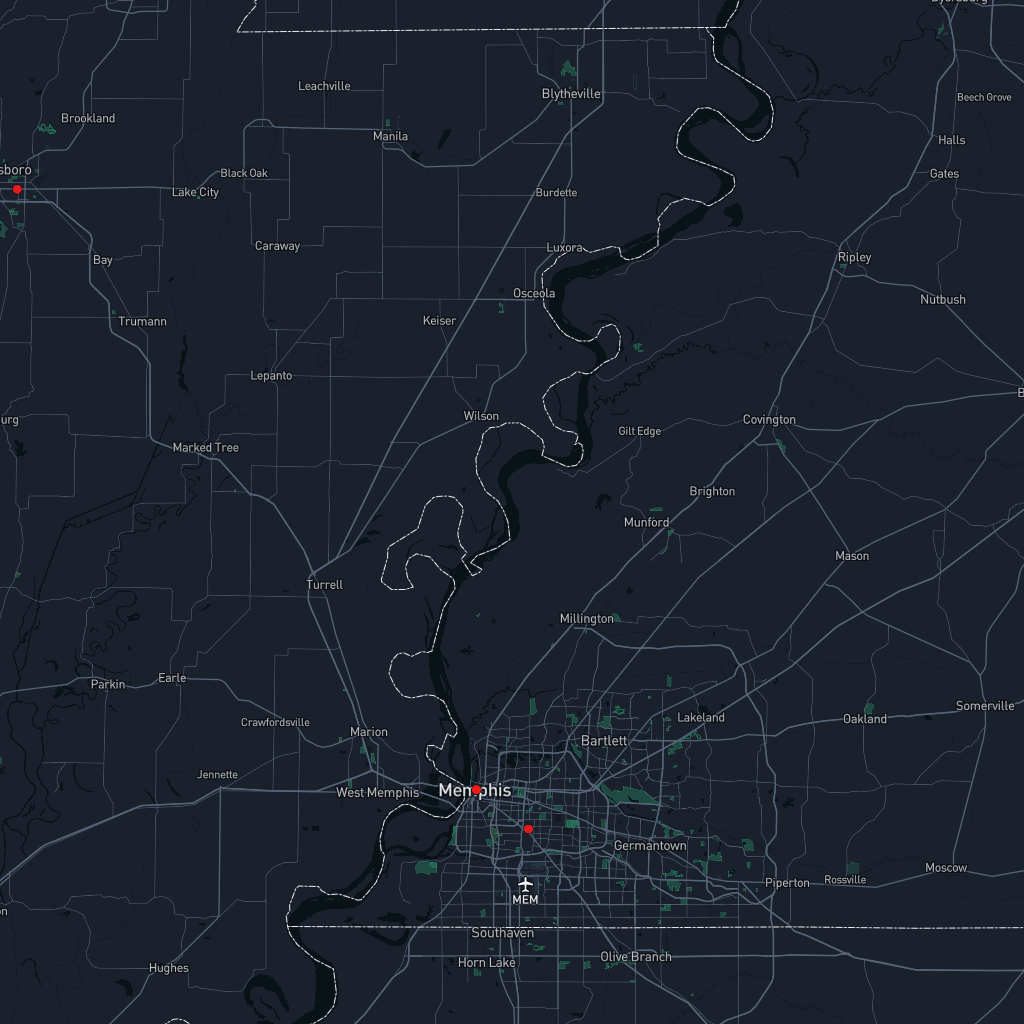 Dyersburg
Leachville
Blytheville
Beech Grove
Brookland
Manila
Halls
sboro
Black Oak
Gates
Lake City
Burdette
Caraway
Luxora
Bay
Ripley
Osceola
Nutbush
Trumann
Keiser
Lepanto
B
urg
Wilson
Covington
Gilt Edge
Marked Tree
Brighton
Munford
Mason
Turrell
Millington
Parkin
Earle
Somerville
Crawfordsville
Lakeland
Oakland
Marion
Bartlett
Jennette
West Memphis
Memphis
Germantown
Moscow
Piperton
Rossville
MEM
on
Southaven
Hughes
Horn Lake
Olive Branch